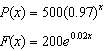 P(x) = 500(0.97)^x
F(x) = 200e^{0.02x}